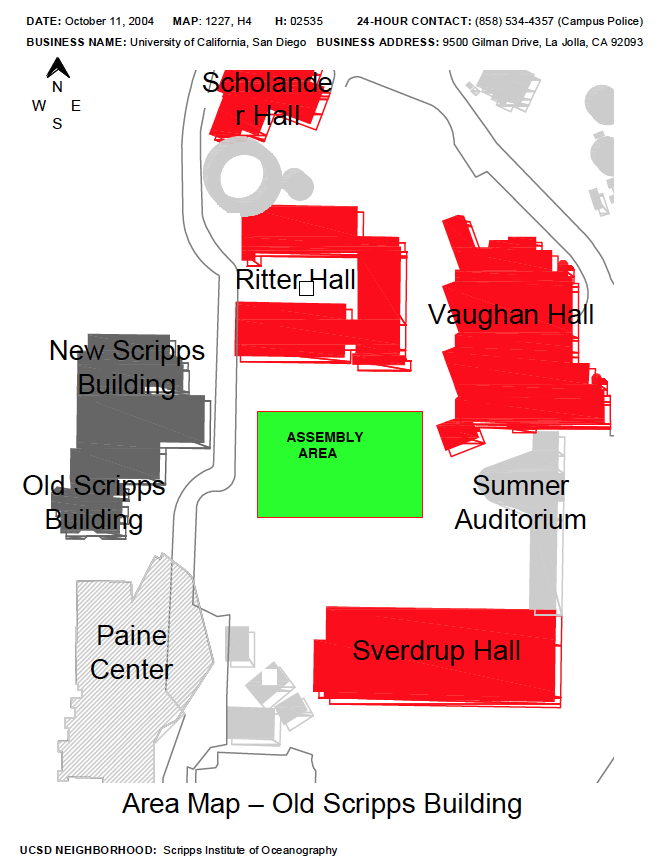 DATE: October 11, 2004 MAP: 1227, H4 H: 02535 24-HOUR CONTACT: (858) 534-4357 (Campus Police)
BUSINESS NAME: University of California, San Diego BUSINESS ADDRESS: 9500 Gilman Drive, La Jolla, CA 92093
N
W E
S
Scholande
r Hall
Ritter Hall
Vaughan Hall
New Scripps
Building
ASSEMBLY
AREA
Old Scripps
Building
Sumner
Auditorium
Paine
Center
Sverdrup Hall
Area Map – Old Scripps Building
UCSD NEIGHBORHOOD: Scripps Institute of Oceanography